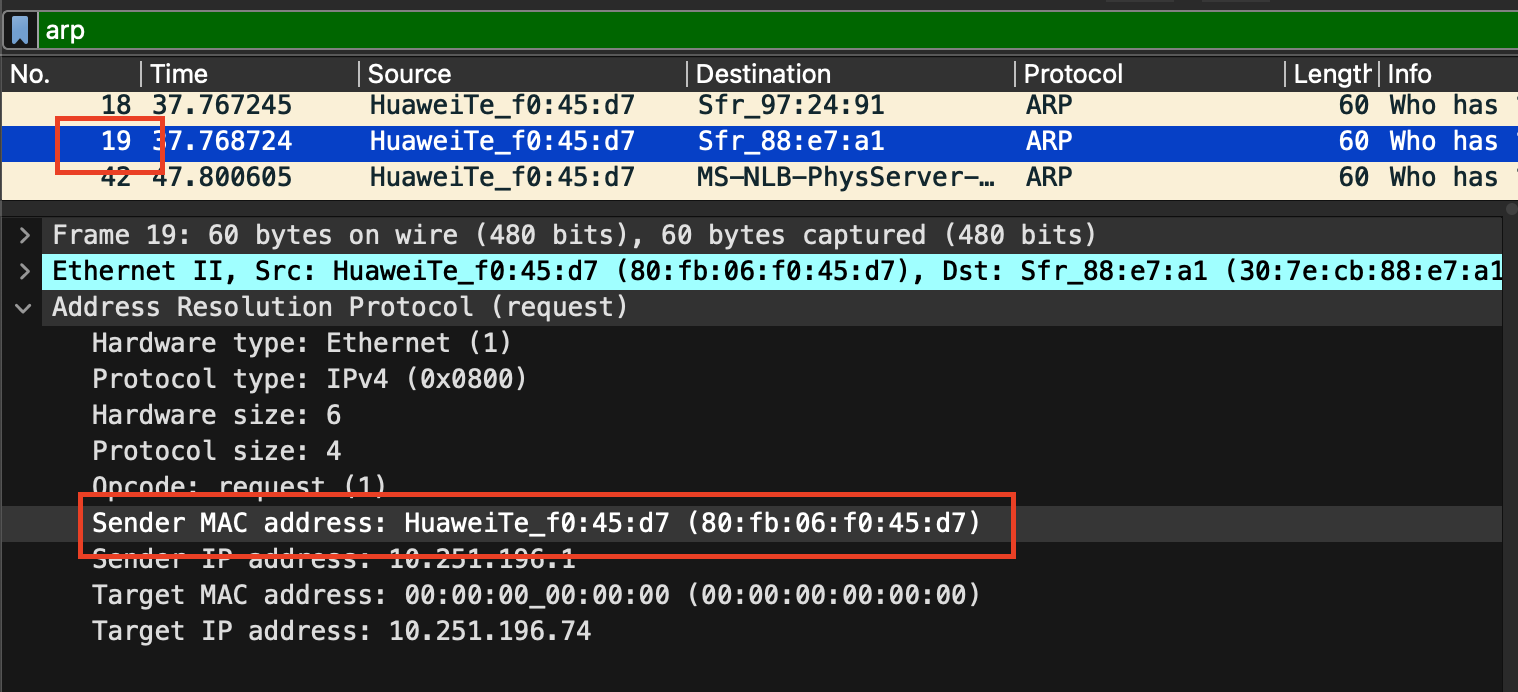 arp
No. Time Source Destination Protocol Length Info
18 37.767245 HuaweiTe_f0:45:d7 Sfr_97:24:91 ARP 60 Who has
19 37.768724 HuaweiTe_f0:45:d7 Sfr_88:e7:a1 ARP 60 Who has
42 47.800605 HuaweiTe_f0:45:d7 MS-NLB-PhysServer-… ARP 60 Who has
Frame 19: 60 bytes on wire (480 bits), 60 bytes captured (480 bits)
Ethernet II, Src: HuaweiTe_f0:45:d7 (80:fb:06:f0:45:d7), Dst: Sfr_88:e7:a1 (30:7e:cb:88:e7:a1
Address Resolution Protocol (request)
Hardware type: Ethernet (1)
Protocol type: IPv4 (0x0800)
Hardware size: 6
Protocol size: 4
Opcode: request (1)
Sender MAC address: HuaweiTe_f0:45:d7 (80:fb:06:f0:45:d7)
Sender IP address: 10.251.196.1
Target MAC address: 00:00:00_00:00:00 (00:00:00:00:00:00)
Target IP address: 10.251.196.74